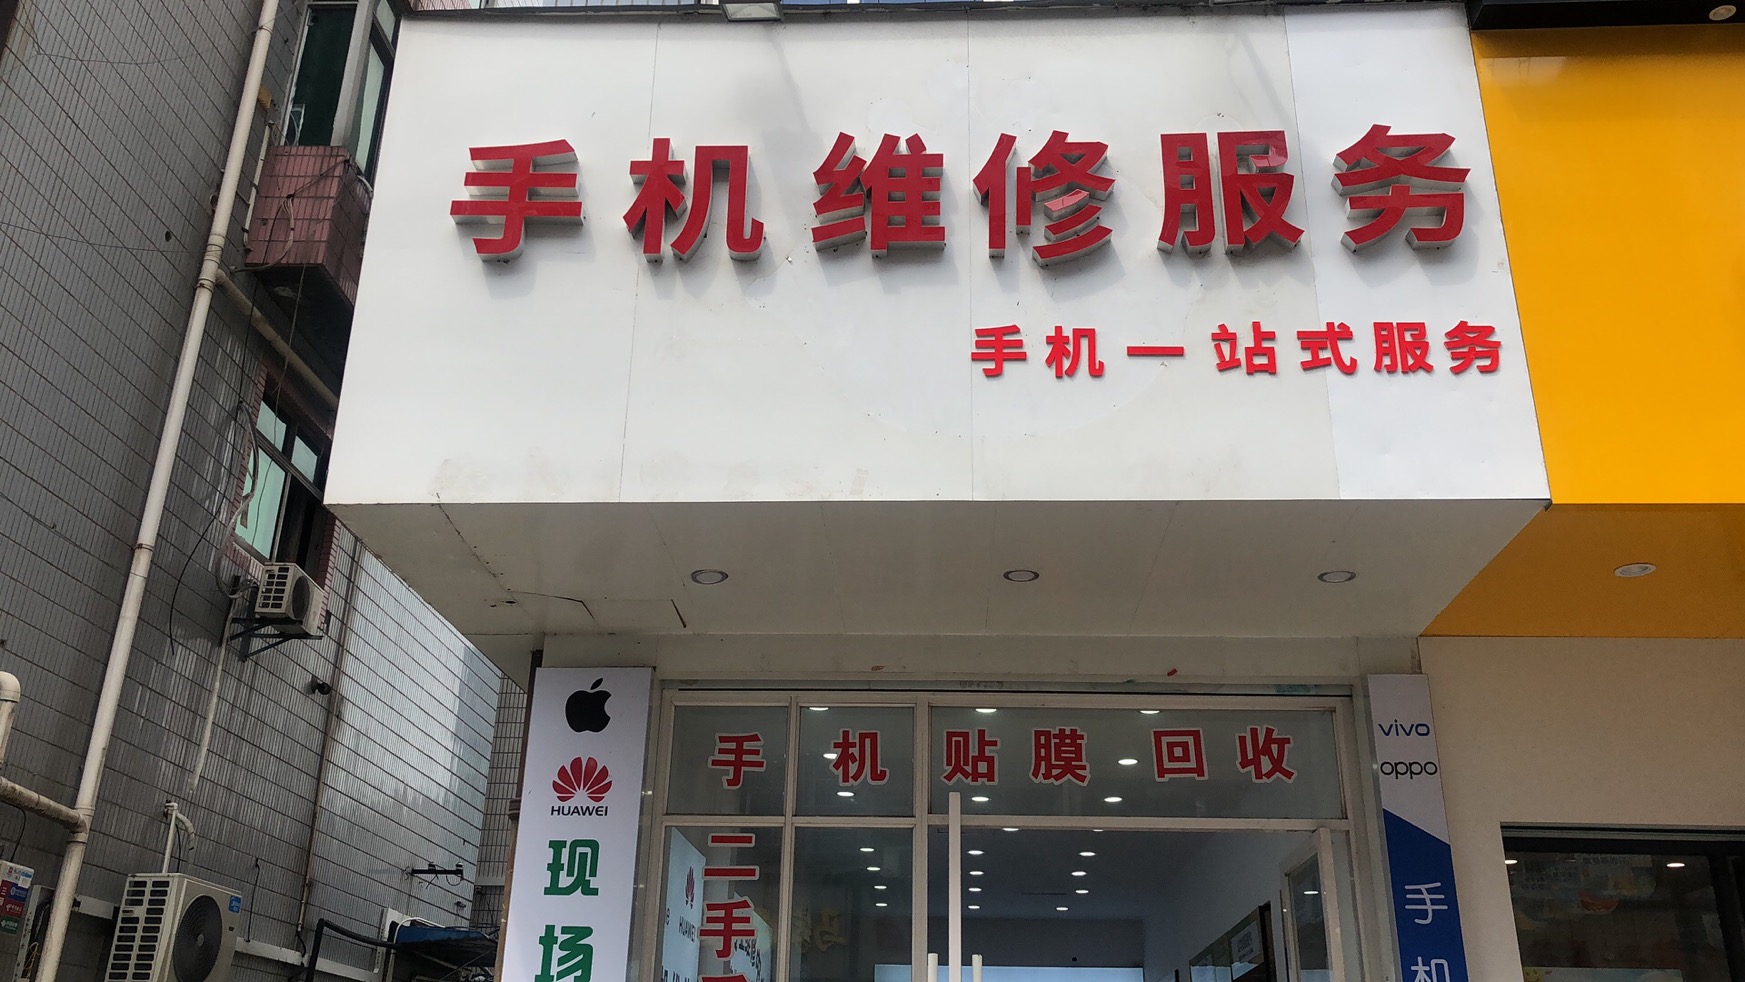 手机维修服务
手机一站式服务
手机贴膜回收
HUAWEI
现场
二手
HUAWEI
vivo
oppo
手机